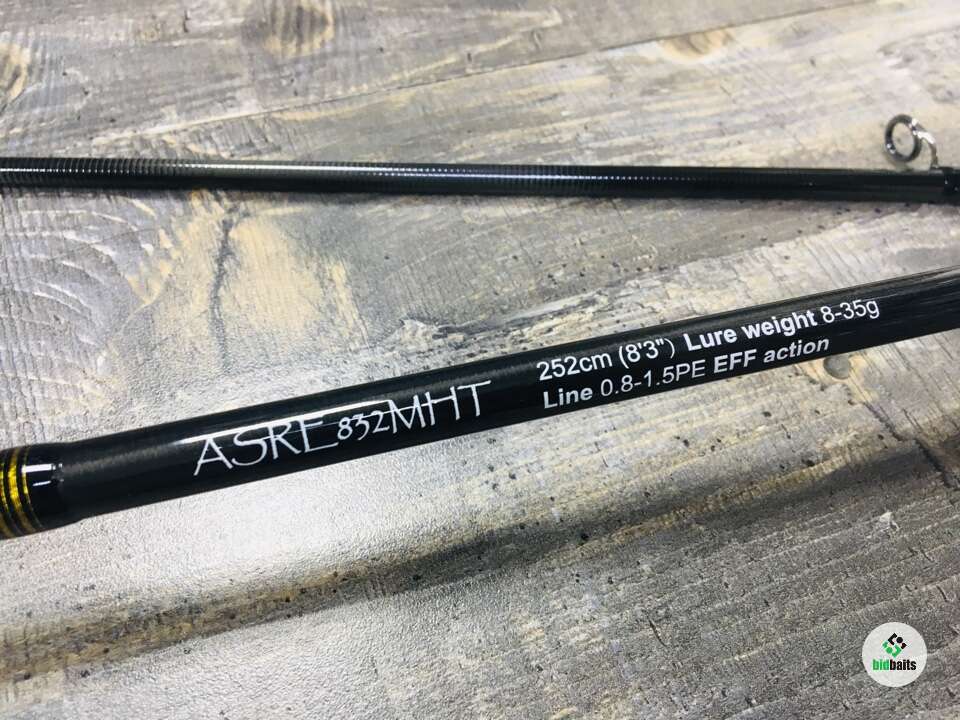 ASRE 832MHT
252cm (8'3") Lure weight 8-35g
Line 0.8-1.5PE EFF action
bidbaits